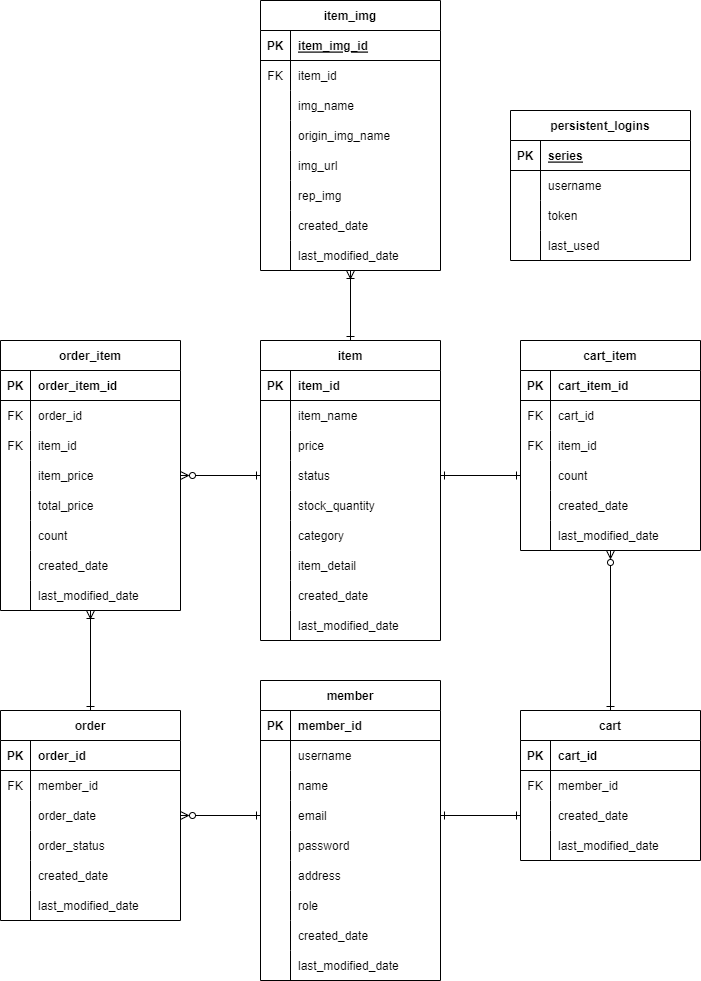 item_img
PK item_img_id
FK item_id
img_name
origin_img_name
img_url
rep_img
created_date
last_modified_date
persistent_logins
PK series
username
token
last_used
order_item
PK order_item_id
FK order_id
FK item_id
item_price
total_price
count
created_date
last_modified_date
item
PK item_id
item_name
price
status
stock_quantity
category
item_detail
created_date
last_modified_date
cart_item
PK cart_item_id
FK cart_id
FK item_id
count
created_date
last_modified_date
order
PK order_id
FK member_id
order_date
order_status
created_date
last_modified_date
member
PK member_id
username
name
email
password
address
role
created_date
last_modified_date
cart
PK cart_id
FK member_id
created_date
last_modified_date